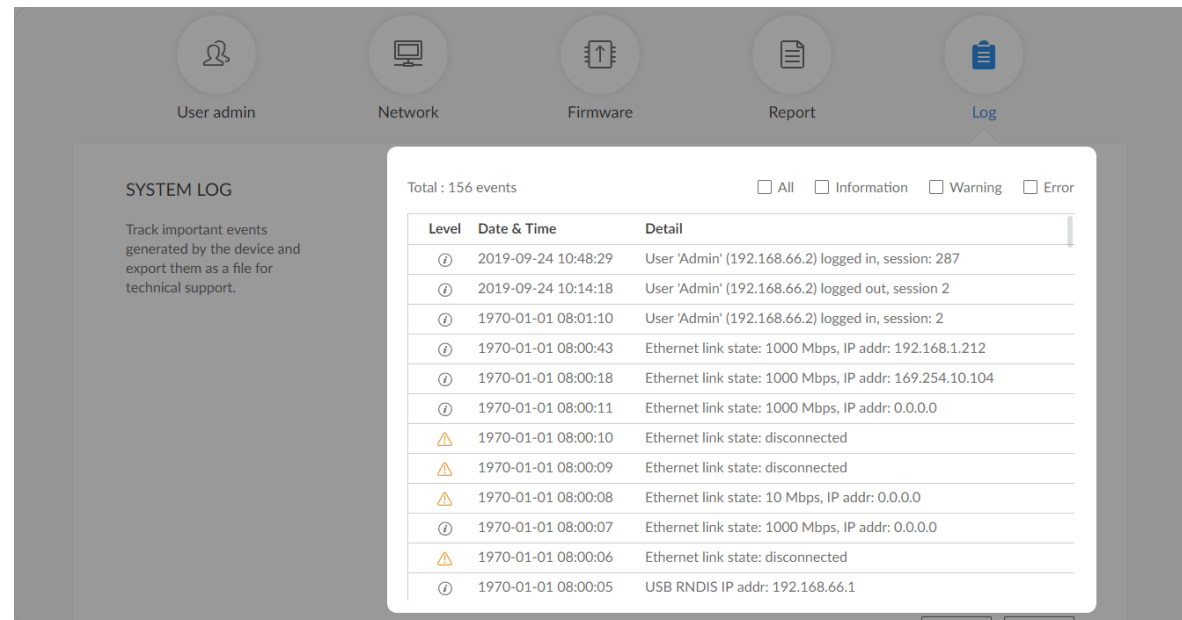 User admin Network Firmware Report Log
SYSTEM LOG
Track important events
generated by the device and
export them as a file for
technical support.
Total : 156 events All Information Warning Error
Level Date & Time Detail
2019-09-24 10:48:29 User 'Admin' (192.168.66.2) logged in, session: 287
2019-09-24 10:14:18 User 'Admin' (192.168.66.2) logged out, session 2
1970-01-01 08:01:10 User 'Admin' (192.168.66.2) logged in, session: 2
1970-01-01 08:00:43 Ethernet link state: 1000 Mbps, IP addr: 192.168.1.212
1970-01-01 08:00:18 Ethernet link state: 1000 Mbps, IP addr: 169.254.10.104
1970-01-01 08:00:11 Ethernet link state: 1000 Mbps, IP addr: 0.0.0.0
1970-01-01 08:00:10 Ethernet link state: disconnected
1970-01-01 08:00:09 Ethernet link state: disconnected
1970-01-01 08:00:08 Ethernet link state: 10 Mbps, IP addr: 0.0.0.0
1970-01-01 08:00:07 Ethernet link state: 1000 Mbps, IP addr: 0.0.0.0
1970-01-01 08:00:06 Ethernet link state: disconnected
1970-01-01 08:00:05 USB RNDIS IP addr: 192.168.66.1